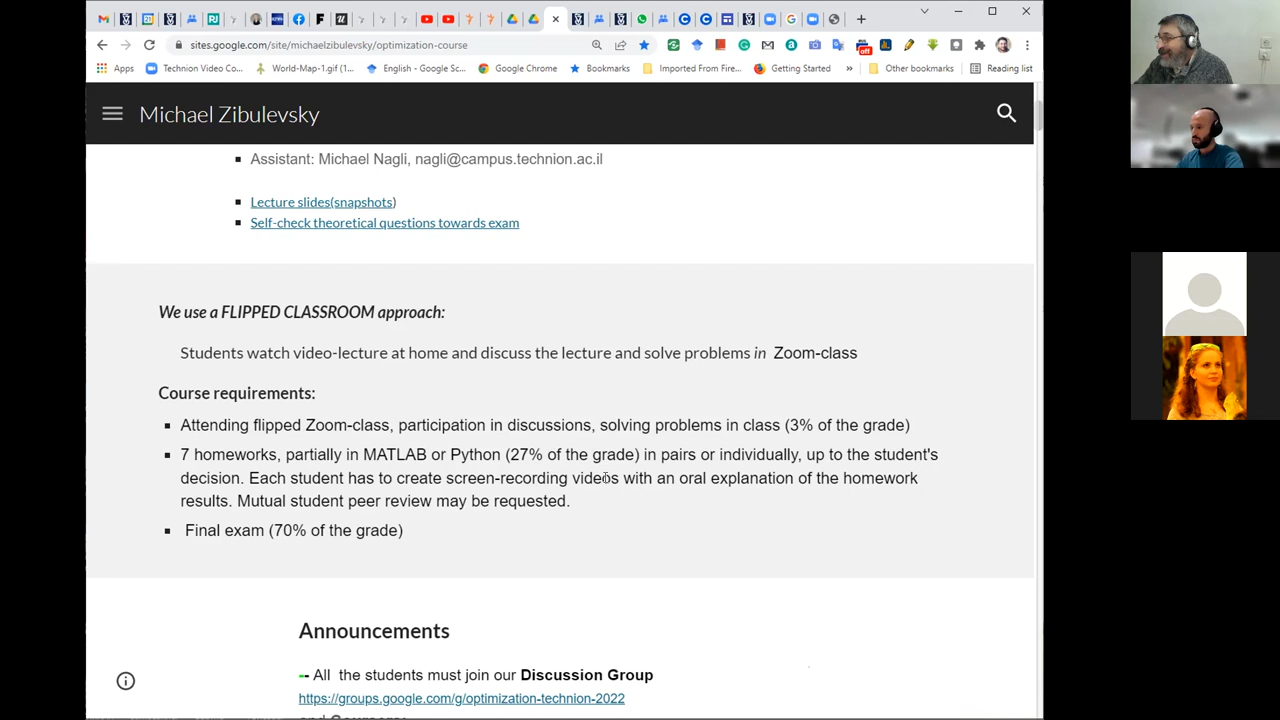 sites.google.com/site/michaelzibulevsky/optimization-course
Apps
Technion Video Co...
World-Map-1.gif (1...
English - Google Sc...
Google Chrome
Bookmarks
Imported From Fire...
Getting Started
»
Other bookmarks
Reading list
Michael Zibulevsky
Assistant: Michael Nagli, nagli@campus.technion.ac.il
Lecture slides(snapshots)
Self-check theoretical questions towards exam
We use a FLIPPED CLASSROOM approach:
Students watch video-lecture at home and discuss the lecture and solve problems in Zoom-class
Course requirements:
Attending flipped Zoom-class, participation in discussions, solving problems in class (3% of the grade)
7 homeworks, partially in MATLAB or Python (27% of the grade) in pairs or individually, up to the student's
decision. Each student has to create screen-recording videos with an oral explanation of the homework
results. Mutual student peer review may be requested.
Final exam (70% of the grade)
Announcements
-- All the students must join our Discussion Group
https://groups.google.com/g/optimization-technion-2022